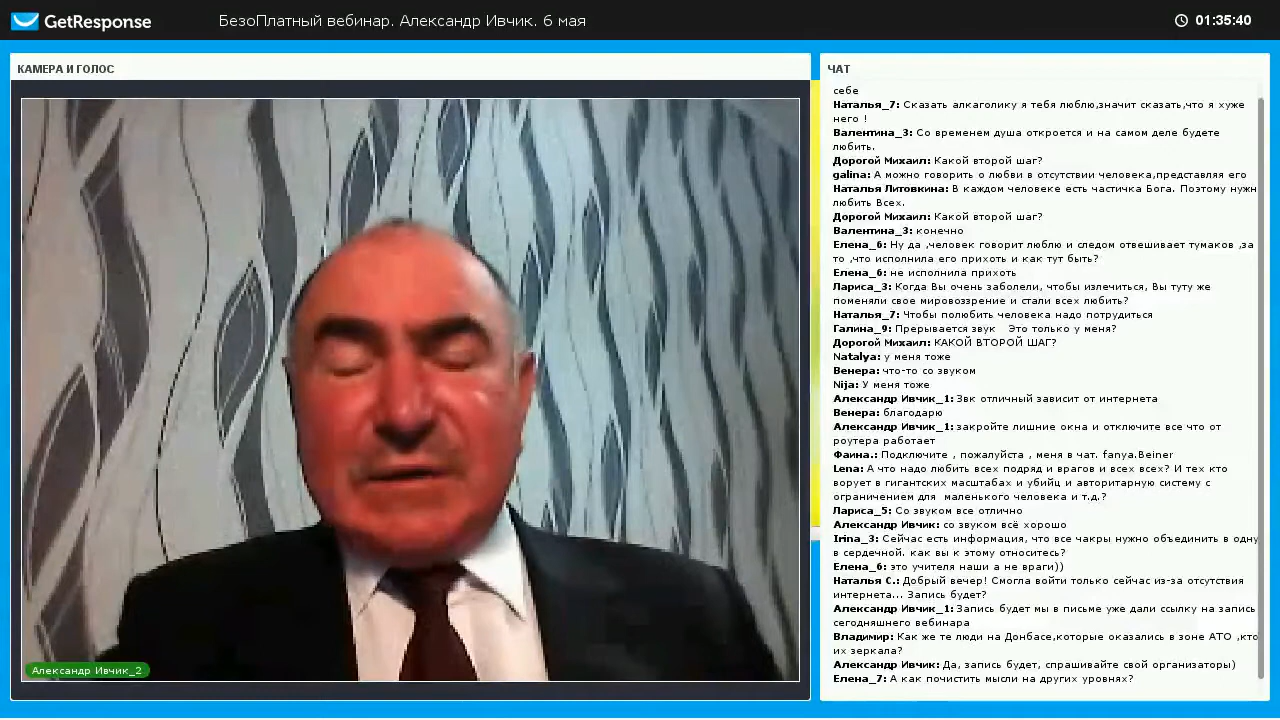 GetResponse
БезоПлатный вебинар. Александр Ивчик. 6 мая
01:35:40
КАМЕРА И ГОЛОС
Александр Ивчик_2
ЧАТ
себе
Наталья_7: Сказать алкаголику я тебя люблю,значит сказать,что я хуже
него !
Валентина_3: Со временем душа откроется и на самом деле будете
любить.
Дорогой Михаил: Какой второй шаг?
galina: А можно говорить о любви в отсутствии человека,представляя его
Наталья Литовкина: В каждом человеке есть частичка Бога. Поэтому нужн
любить Всех.
Дорогой Михаил: Какой второй шаг?
Валентина_3: конечно
Елена_6: Ну да ,человек говорит люблю и следом отвешивает тумаков ,за
то ,что исполнила его прихоть и как тут быть?
Елена_6: не исполнила прихоть
Лариса_3: Когда Вы очень заболели, чтобы излечиться, Вы туту же
поменяли свое мировоззрение и стали всех любить?
Наталья_7: Чтобы полюбить человека надо потрудиться
Галина_9: Прерывается звук   Это только у меня?
Дорогой Михаил: КАКОЙ ВТОРОЙ ШАГ?
Natalya: у меня тоже
Венера: что-то со звуком
Nija: У меня тоже
Александр Ивчик_1: Звк отличный зависит от интернета
Венера: благодарю
Александр Ивчик_1: закройте лишние окна и отключите все что от
роутера работает
Фаина.: Подключите , пожалуйста , меня в чат. fanya.Beiner
Lena: А что надо любить всех подряд и врагов и всех всех? И тех кто
ворует в гигантских масштабах и убийц и авторитарную систему с
ограничением для  маленького человека и т.д.?
Лариса_5: Со звуком все отлично
Александр Ивчик: со звуком всё хорошо
Irina_3: Сейчас есть информация, что все чакры нужно объединить в одну
в сердечной. как вы к этому относитесь?
Елена_6: это учителя наши а не враги))
Наталья С.: Добрый вечер! Смогла войти только сейчас из-за отсутствия
интернета... Запись будет?
Александр Ивчик_1: Запись будет мы в письме уже дали ссылку на запись
сегодняшнего вебинара
Владимир: Как же те люди на Донбасе,которые оказались в зоне АТО ,кто
их зеркала?
Александр Ивчик: Да, запись будет, спрашивайте свой организаторы)
Елена_7: А как почистить мысли на других уровнях?